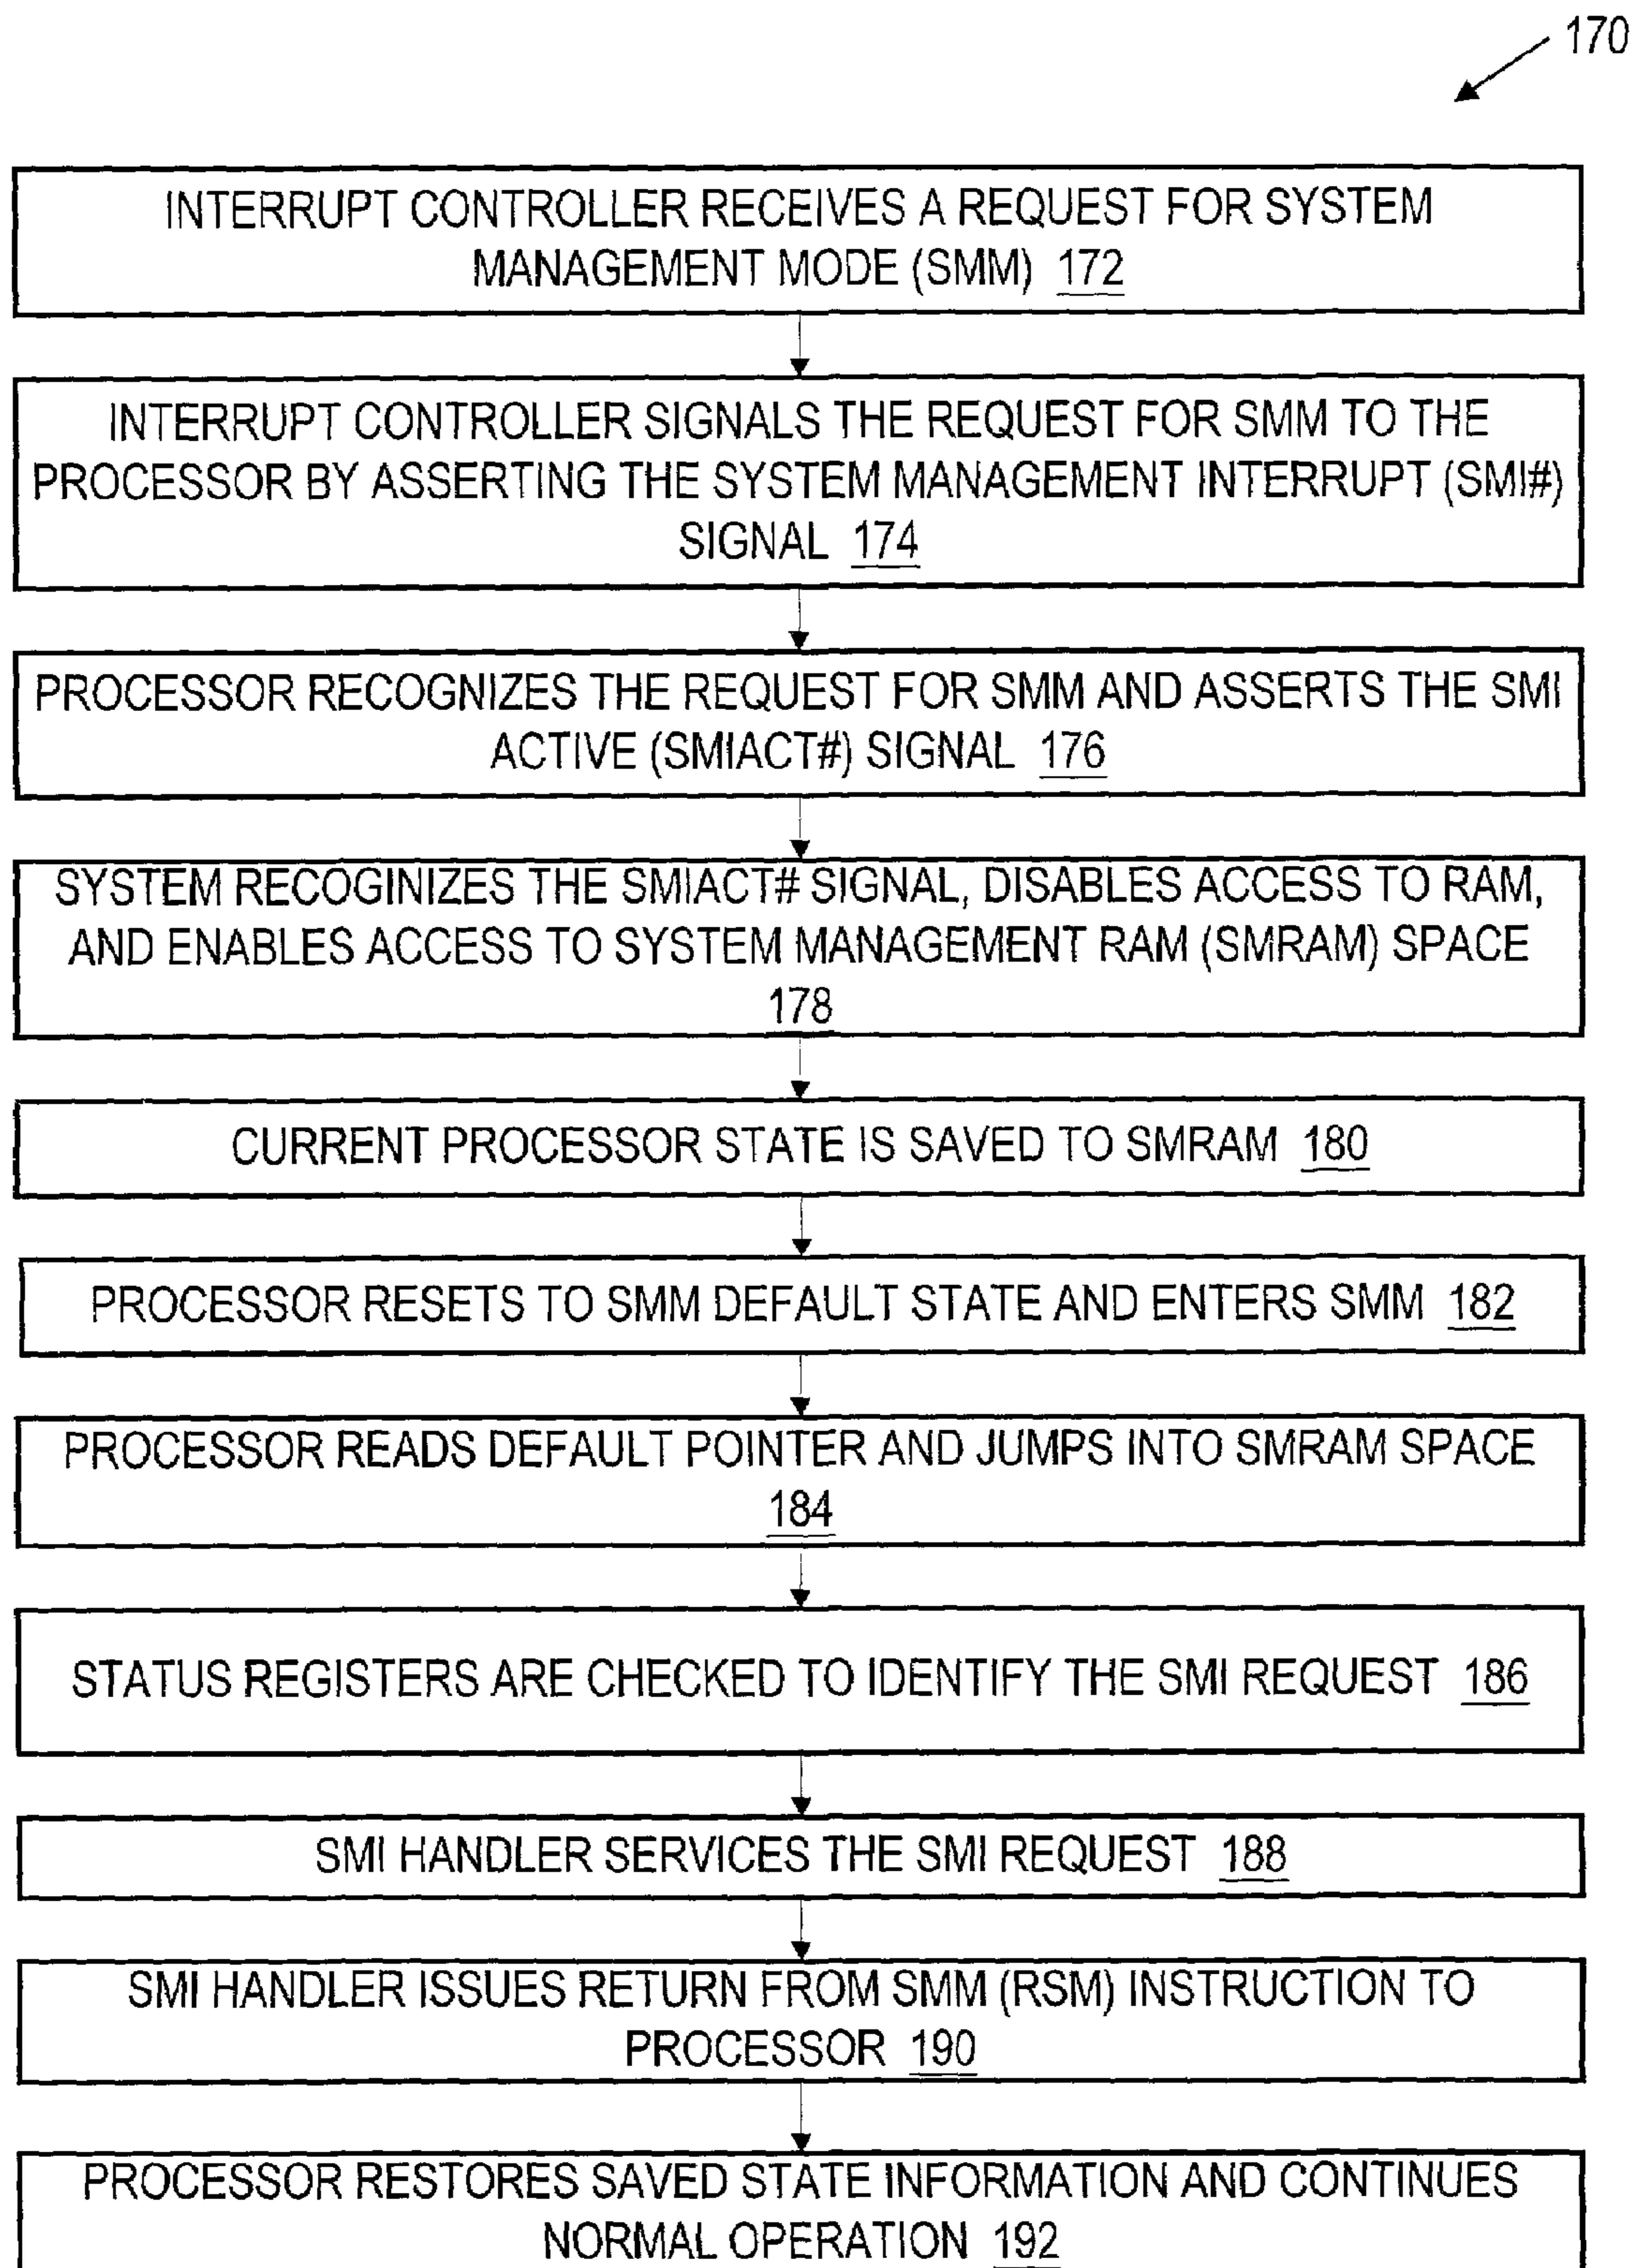 170
INTERRUPT CONTROLLER RECEIVES A REQUEST FOR SYSTEM
MANAGEMENT MODE (SMM) 172
INTERRUPT CONTROLLER SIGNALS THE REQUEST FOR SMM TO THE
PROCESSOR BY ASSERTING THE SYSTEM MANAGEMENT INTERRUPT (SMI#)
SIGNAL 174
PROCESSOR RECOGNIZES THE REQUEST FOR SMM AND ASSERTS THE SMI
ACTIVE (SMIACT#) SIGNAL 176
SYSTEM RECOGINIZES THE SMIACT# SIGNAL, DISABLES ACCESS TO RAM,
AND ENABLES ACCESS TO SYSTEM MANAGEMENT RAM (SMRAM) SPACE
178
CURRENT PROCESSOR STATE IS SAVED TO SMRAM 180
PROCESSOR RESETS TO SMM DEFAULT STATE AND ENTERS SMM 182
PROCESSOR READS DEFAULT POINTER AND JUMPS INTO SMRAM SPACE
184
STATUS REGISTERS ARE CHECKED TO IDENTIFY THE SMI REQUEST 186
SMI HANDLER SERVICES THE SMI REQUEST 188
SMI HANDLER ISSUES RETURN FROM SMM (RSM) INSTRUCTION TO
PROCESSOR 190
PROCESSOR RESTORES SAVED STATE INFORMATION AND CONTINUES
NORMAL OPERATION 192